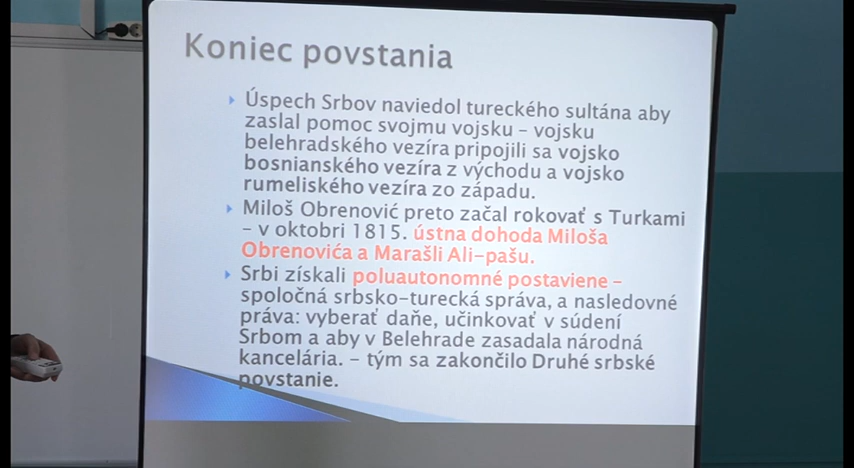 Koniec povstania
Úspech Srbov naviedol tureckého sultána aby
zaslal pomoc svojmu vojsku – vojsku
belehradského vezíra pripojili sa vojsko
bosnianského vezíra z východu a vojsko
rumeliského vezíra zo západu.
Miloš Obrenović preto začal rokovať s Turkami
– v oktobri 1815. ústna dohoda Miloša
Obrenovića a Marašli Ali-pašu.
Srbi získali poluautonomné postaviene –
spoločná srbsko-turecká správa, a nasledovné
práva: vyberať daňe, učinkovať v súdení
Srbom a aby v Belehrade zasadala národná
kancelária. – tým sa zakončilo Druhé srbské
povstanie.